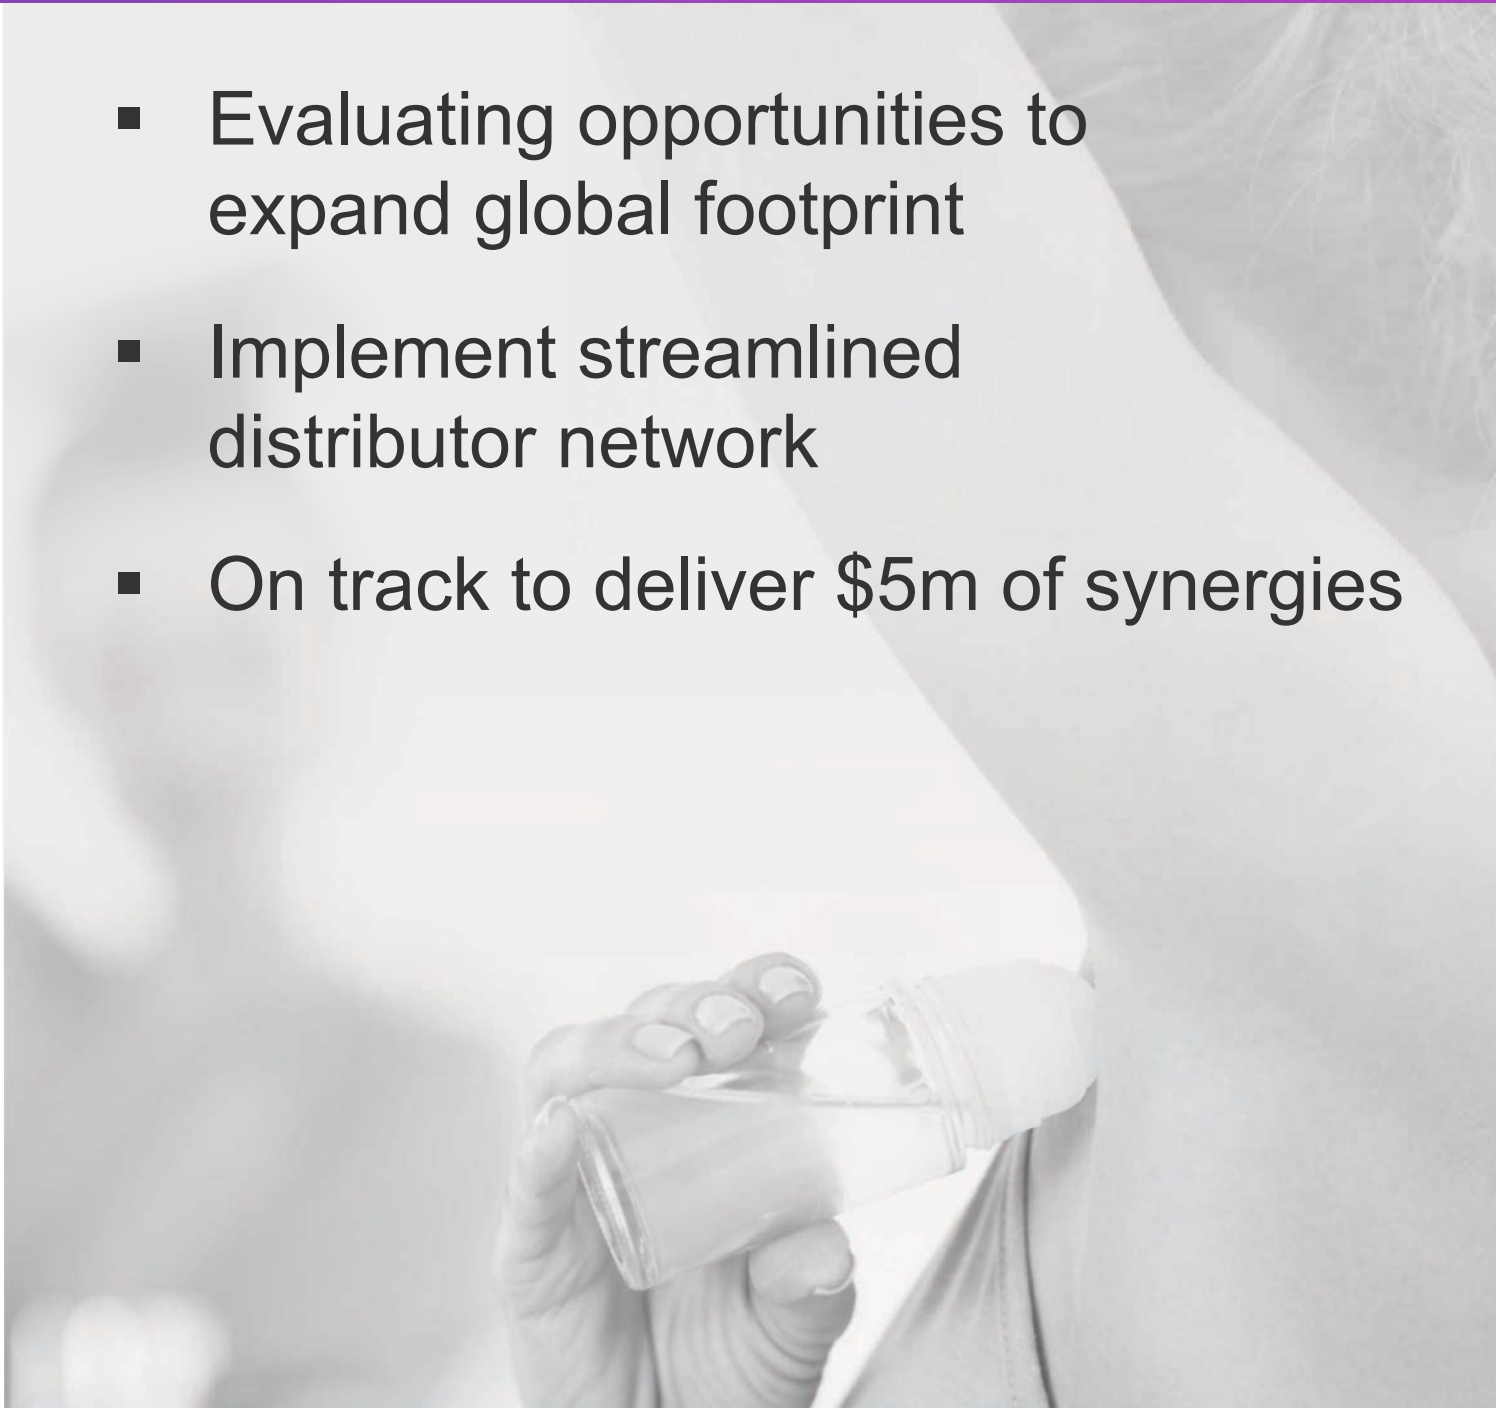 ▪ Evaluating opportunities to
expand global footprint
▪ Implement streamlined
distributor network
▪ On track to deliver $5m of synergies